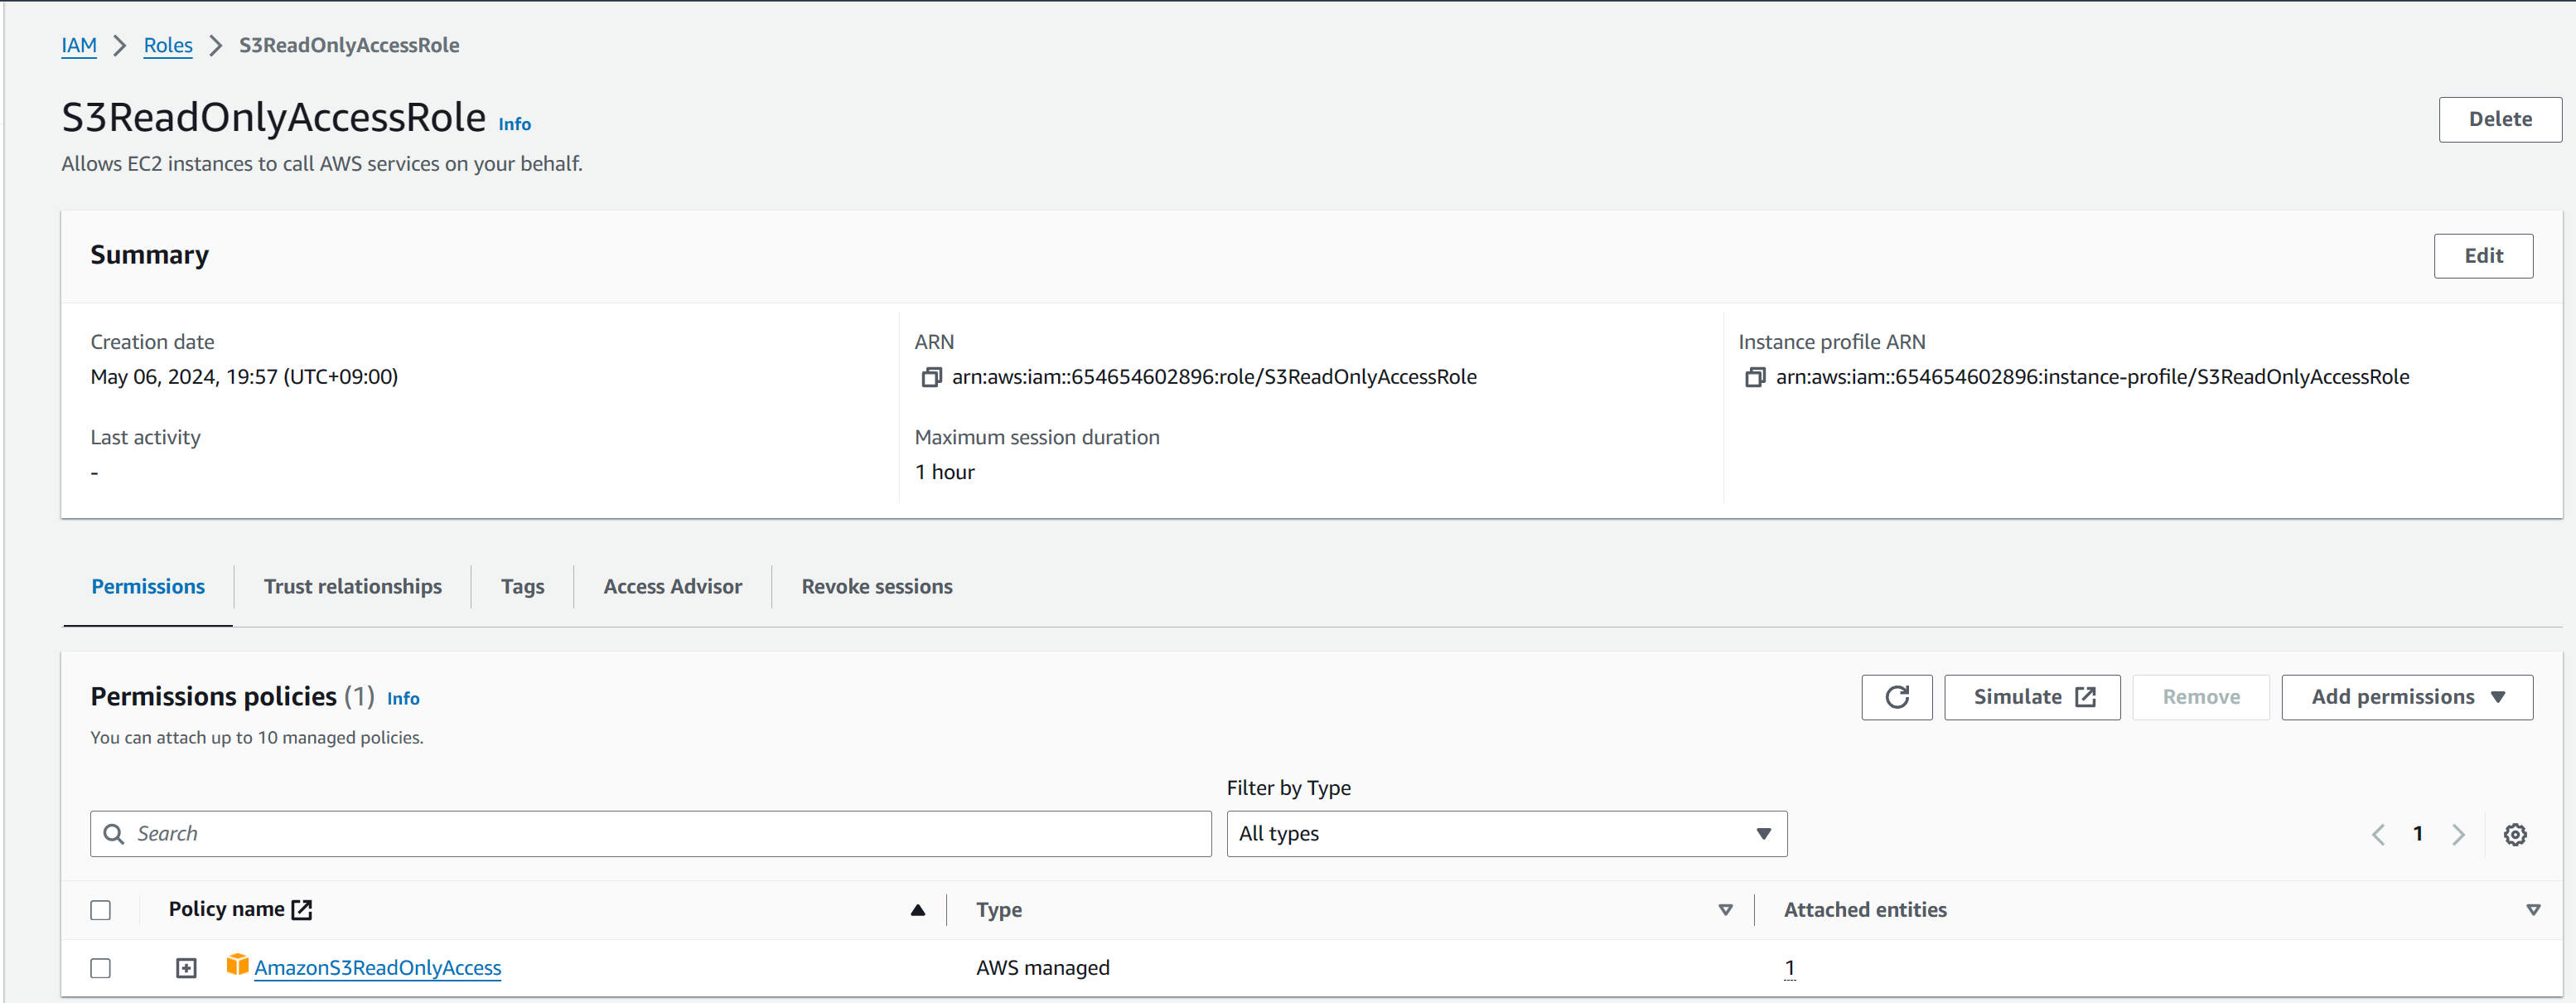 IAM > Roles > S3ReadOnlyAccessRole
S3ReadOnlyAccessRole Info
Delete
Allows EC2 instances to call AWS services on your behalf.
Summary
Edit
Creation date
May 06, 2024, 19:57 (UTC+09:00)
ARN
arn:aws:iam::654654602896:role/S3ReadOnlyAccessRole
Instance profile ARN
arn:aws:iam::654654602896:instance-profile/S3ReadOnlyAccessRole
Last activity
-
Maximum session duration
1 hour
Permissions Trust relationships Tags Access Advisor Revoke sessions
Permissions policies (1) Info
Simulate Remove Add permissions
You can attach up to 10 managed policies.
Filter by Type
Search
All types
1
Policy name Type Attached entities
AmazonS3ReadOnlyAccess AWS managed 1